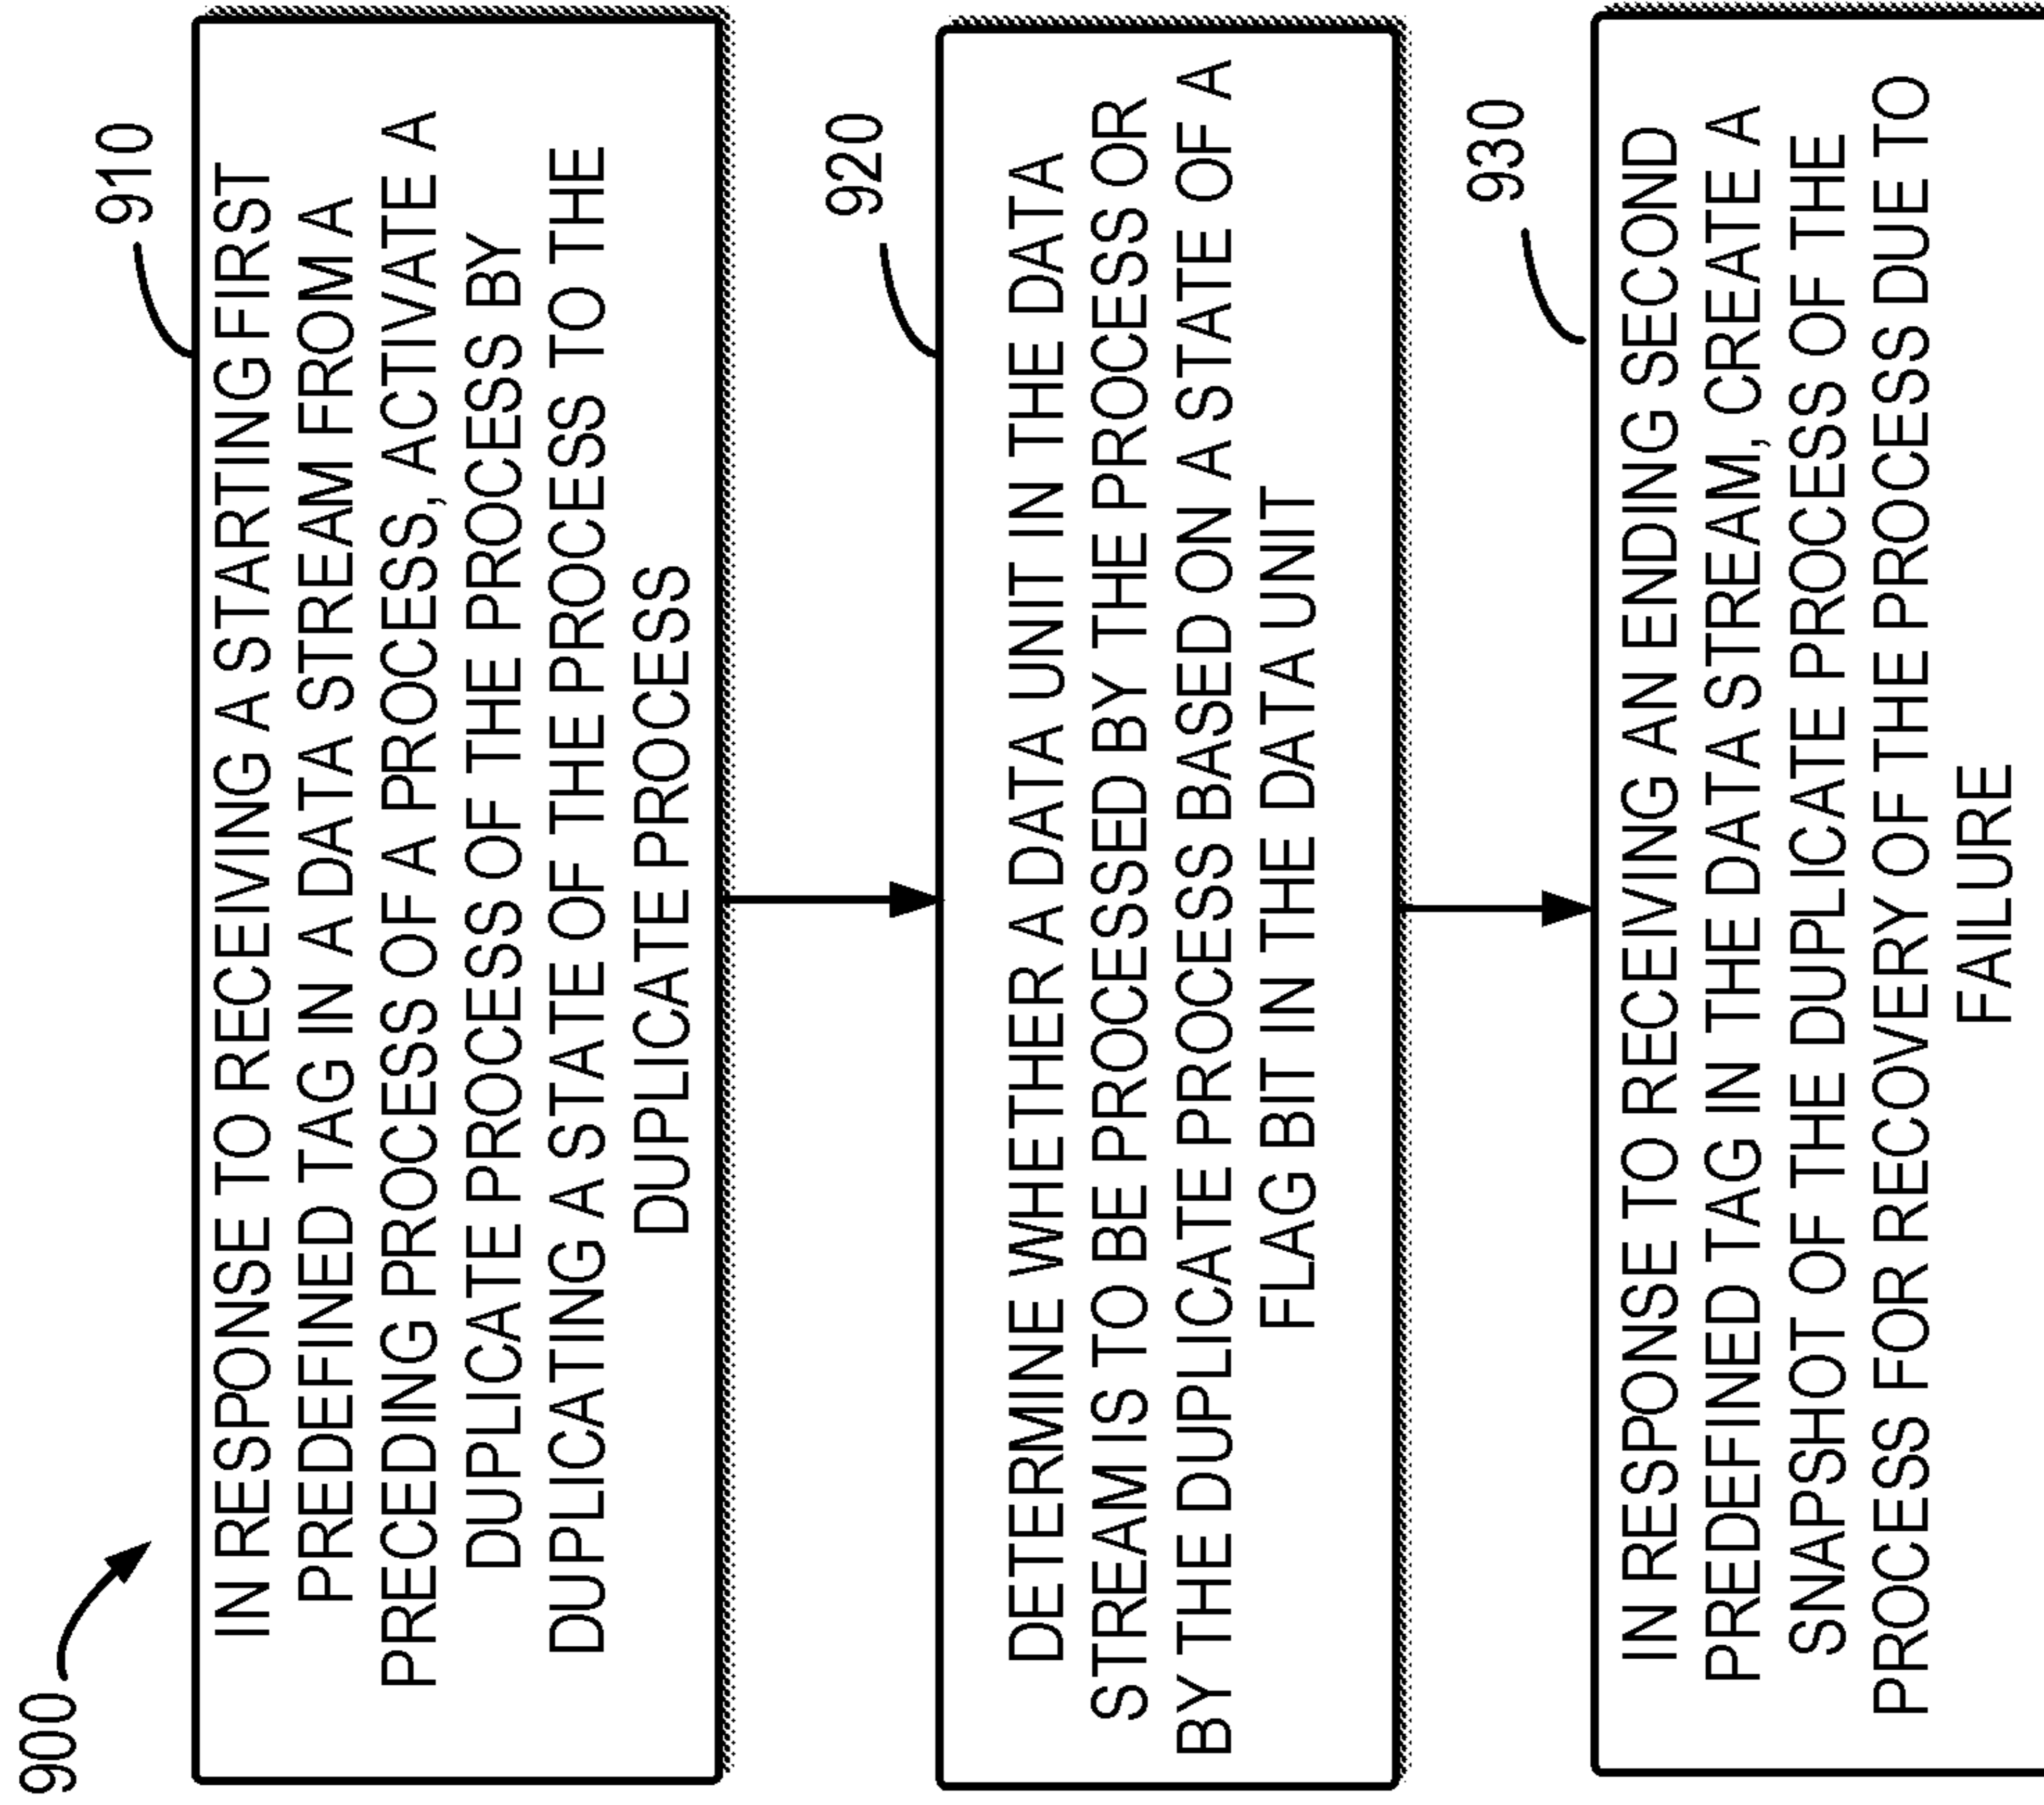 900
910
IN RESPONSE TO RECEIVING A STARTING FIRST
PREDEFINED TAG IN A DATA STREAM FROM A
PRECEDING PROCESS OF A PROCESS, ACTIVATE A
DUPLICATE PROCESS OF THE PROCESS BY
DUPLICATING A STATE OF THE PROCESS TO THE
DUPLICATE PROCESS
920
DETERMINE WHETHER A DATA UNIT IN THE DATA
STREAM IS TO BE PROCESSED BY THE PROCESS OR
BY THE DUPLICATE PROCESS BASED ON A STATE OF A
FLAG BIT IN THE DATA UNIT
930
IN RESPONSE TO RECEIVING AN ENDING SECOND
PREDEFINED TAG IN THE DATA STREAM, CREATE A
SNAPSHOT OF THE DUPLICATE PROCESS OF THE
PROCESS FOR RECOVERY OF THE PROCESS DUE TO
FAILURE